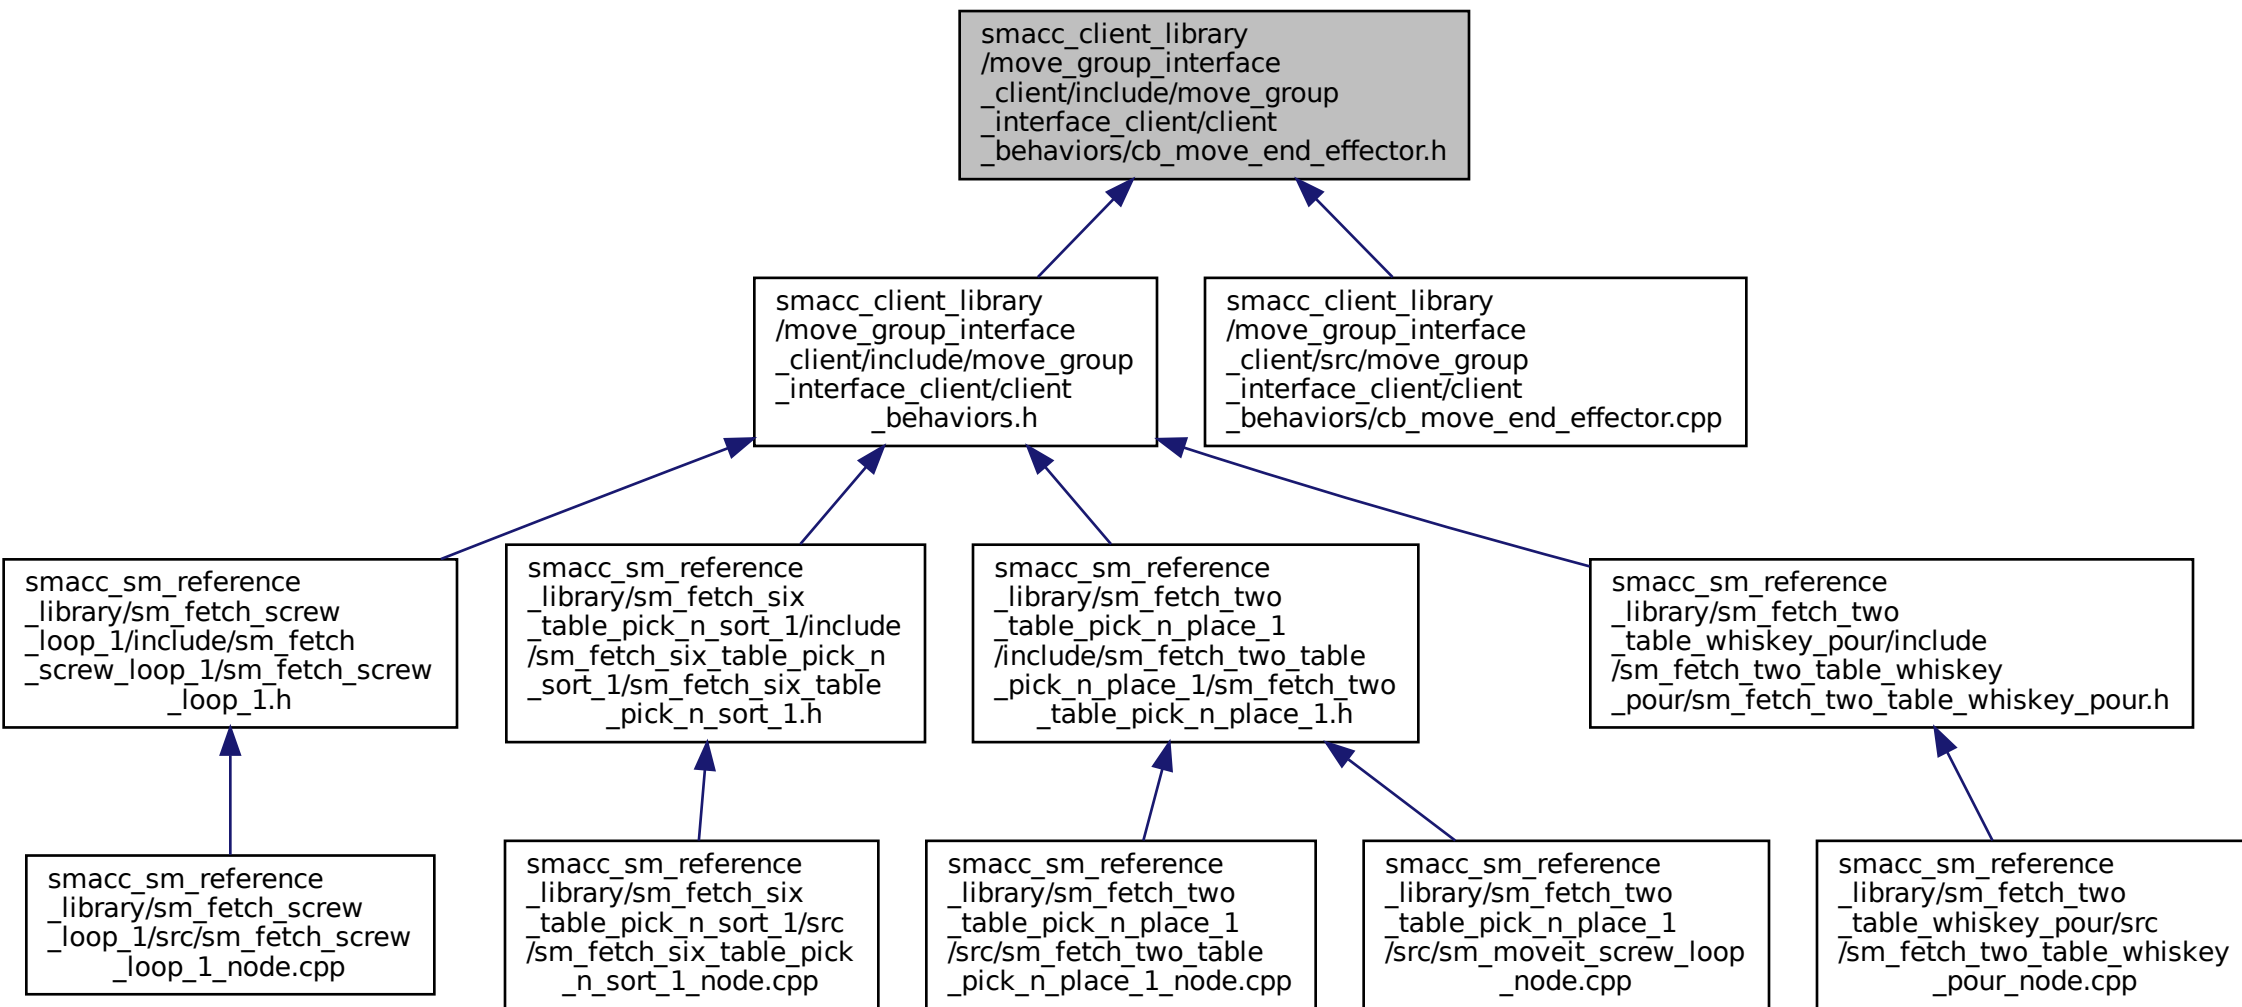 smacc_client_library
/move_group_interface
_client/include/move_group
_interface_client/client
_behaviors/cb_move_end_effector.h
smacc_client_library
/move_group_interface
_client/include/move_group
_interface_client/client
_behaviors.h
smacc_client_library
/move_group_interface
_client/src/move_group
_interface_client/client
_behaviors/cb_move_end_effector.cpp
smacc_sm_reference
_library/sm_fetch_screw
_loop_1/include/sm_fetch
_screw_loop_1/sm_fetch_screw
_loop_1.h
smacc_sm_reference
_library/sm_fetch_six
_table_pick_n_sort_1/include
/sm_fetch_six_table_pick_n
_sort_1/sm_fetch_six_table
_pick_n_sort_1.h
smacc_sm_reference
_library/sm_fetch_two
_table_pick_n_place_1
/include/sm_fetch_two_table
_pick_n_place_1/sm_fetch_two
_table_pick_n_place_1.h
smacc_sm_reference
_library/sm_fetch_two
_table_whiskey_pour/include
/sm_fetch_two_table_whiskey
_pour/sm_fetch_two_table_whiskey_pour.h
smacc_sm_reference
_library/sm_fetch_screw
_loop_1/src/sm_fetch_screw
_loop_1_node.cpp
smacc_sm_reference
_library/sm_fetch_six
_table_pick_n_sort_1/src
/sm_fetch_six_table_pick
_n_sort_1_node.cpp
smacc_sm_reference
_library/sm_fetch_two
_table_pick_n_place_1
/src/sm_fetch_two_table
_pick_n_place_1_node.cpp
smacc_sm_reference
_library/sm_fetch_two
_table_pick_n_place_1
/src/sm_moveit_screw_loop
_node.cpp
smacc_sm_reference
_library/sm_fetch_two
_table_whiskey_pour/src
/sm_fetch_two_table_whiskey
_pour_node.cpp